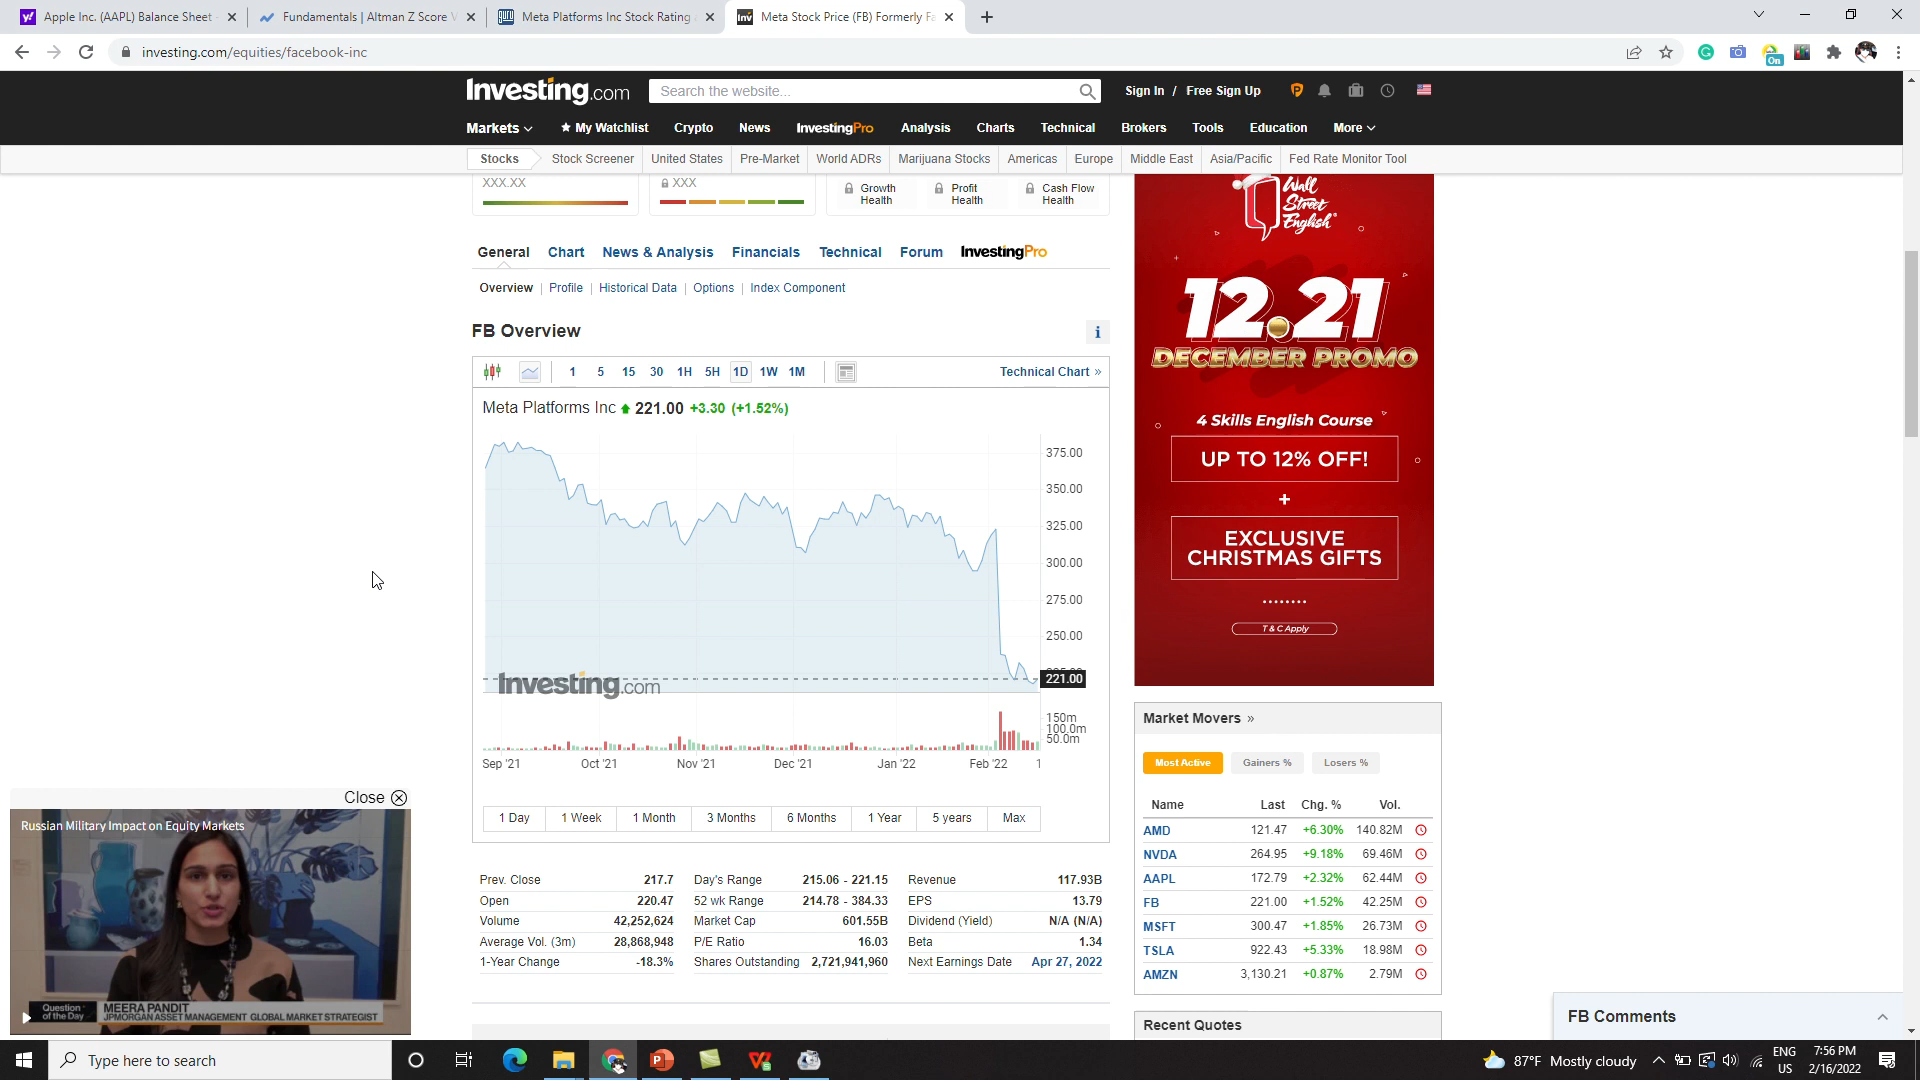 Apple Inc. (AAPL) Balance Sheet
Fundamentals | Altman Z Score
Meta Platforms Inc Stock Rating
Meta Stock Price (FB) Formerly Fa
investing.com/equities/facebook-inc
On
Investing.com
Search the website...
Sign In / Free Sign Up
Markets
My Watchlist
Crypto
News
InvestingPro
Analysis
Charts
Technical
Brokers
Tools
Education
More
Stocks
Stock Screener
United States
Pre-Market
World ADRs
Marijuana Stocks
Americas
Europe
Middle East
Asia/Pacific
Fed Rate Monitor Tool
XXX.XX
XXX
Growth Health
Profit Health
Cash Flow Health
General Chart News & Analysis Financials Technical Forum InvestingPro
Overview Profile Historical Data Options Index Component
FB Overview
1 5 15 30 1H 5H 1D 1W 1M
Technical Chart »
Meta Platforms Inc 221.00 +3.30 (+1.52%)
375.00
350.00
325.00
300.00
275.00
250.00
221.00
Investing.com
150m
100.0m
50.0m
Sep '21 Oct '21 Nov '21 Dec '21 Jan '22 Feb '22 1
1 Day 1 Week 1 Month 3 Months 6 Months 1 Year 5 years Max
Prev. Close 217.7
Open 220.47
Volume 42,252,624
Average Vol. (3m) 28,868,948
1-Year Change -18.3%
Day's Range 215.06 - 221.15
52 wk Range 214.78 - 384.33
Market Cap 601.55B
P/E Ratio 16.03
Shares Outstanding 2,721,941,960
Revenue 117.93B
EPS 13.79
Dividend (Yield) N/A (N/A)
Beta 1.34
Next Earnings Date Apr 27, 2022
Wall
Street
English
12.21
DECEMBER PROMO
4 Skills English Course
UP TO 12% OFF!
+
EXCLUSIVE
CHRISTMAS GIFTS
T & C Apply
Market Movers »
Most Active Gainers % Losers %
Name Last Chg. % Vol.
AMD 121.47 +6.30% 140.82M
NVDA 264.95 +9.18% 69.46M
AAPL 172.79 +2.32% 62.44M
FB 221.00 +1.52% 42.25M
MSFT 300.47 +1.85% 26.73M
TSLA 922.43 +5.33% 18.98M
AMZN 3,130.21 +0.87% 2.79M
Recent Quotes
FB Comments
Close
Russian Military Impact on Equity Markets
Question
of the Day
MEERA PANDIT
JPMORGAN ASSET MANAGEMENT GLOBAL MARKET STRATEGIST
Type here to search
87°F Mostly cloudy
ENG
US
7:56 PM
2/16/2022